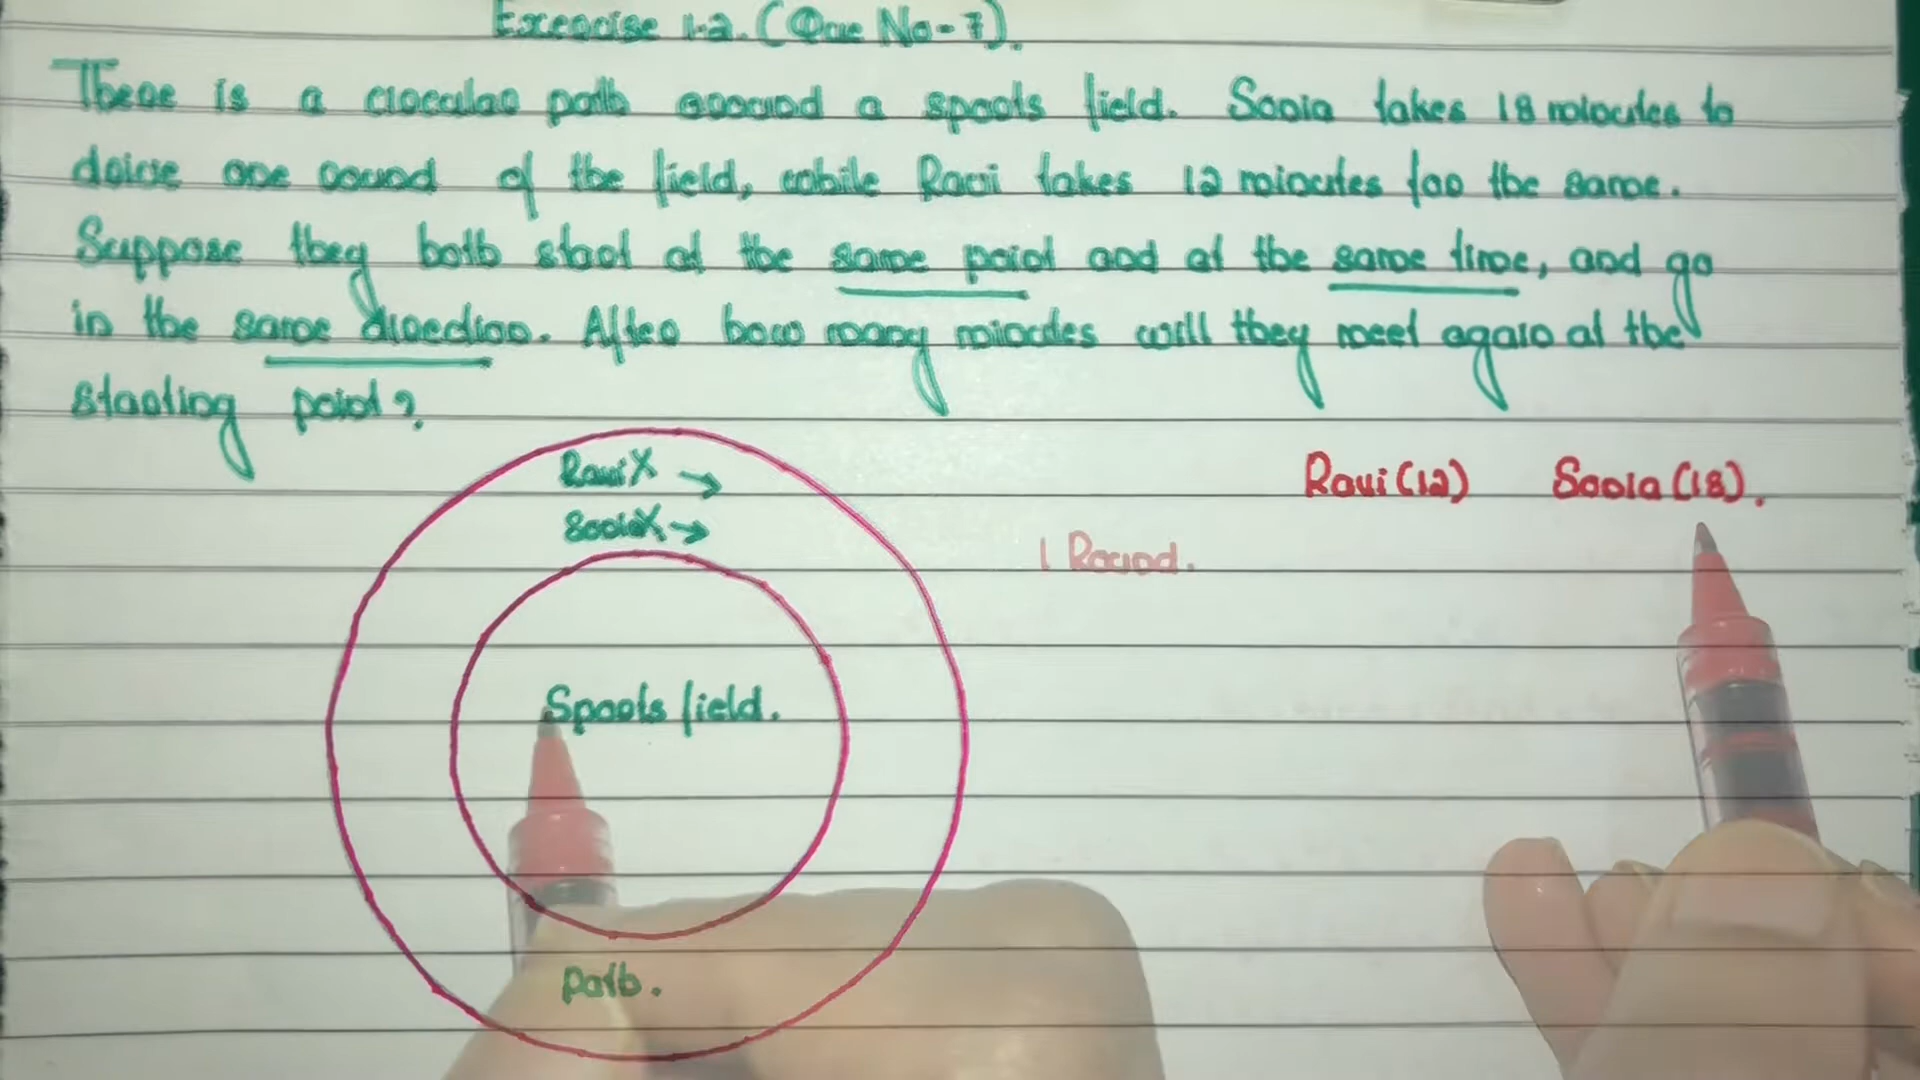 Exercise 1.2. (Que No-7).
There is a circular path around a sports field. Sonia takes 18 minutes to
drive one round of the field, while Ravi takes 12 minutes for the same.
Suppose they both start at the same point and at the same time, and go
in the same direction. After how many minutes will they meet again at the
starting point?
Ravi X →
Sonia X →
Ravi (12) Sonia (18).
1 Round.
Sports field.
Path.